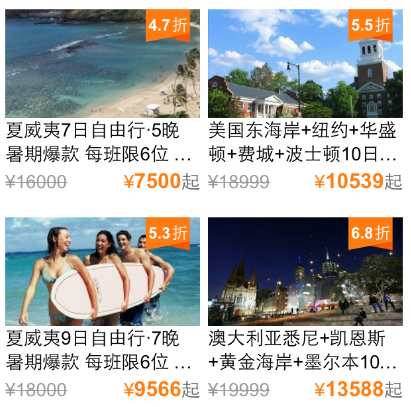 4.7折
5.5折
夏威夷7日自由行·5晚
暑期爆款 每班限6位 ...
¥16000
¥7500起
美国东海岸+纽约+华盛
顿+费城+波士顿10日...
¥18999
¥10539起
5.3折
6.8折
夏威夷9日自由行·7晚
暑期爆款 每班限6位 ...
¥18000
¥9566起
澳大利亚悉尼+凯恩斯
+黄金海岸+墨尔本10...
¥19999
¥13588起